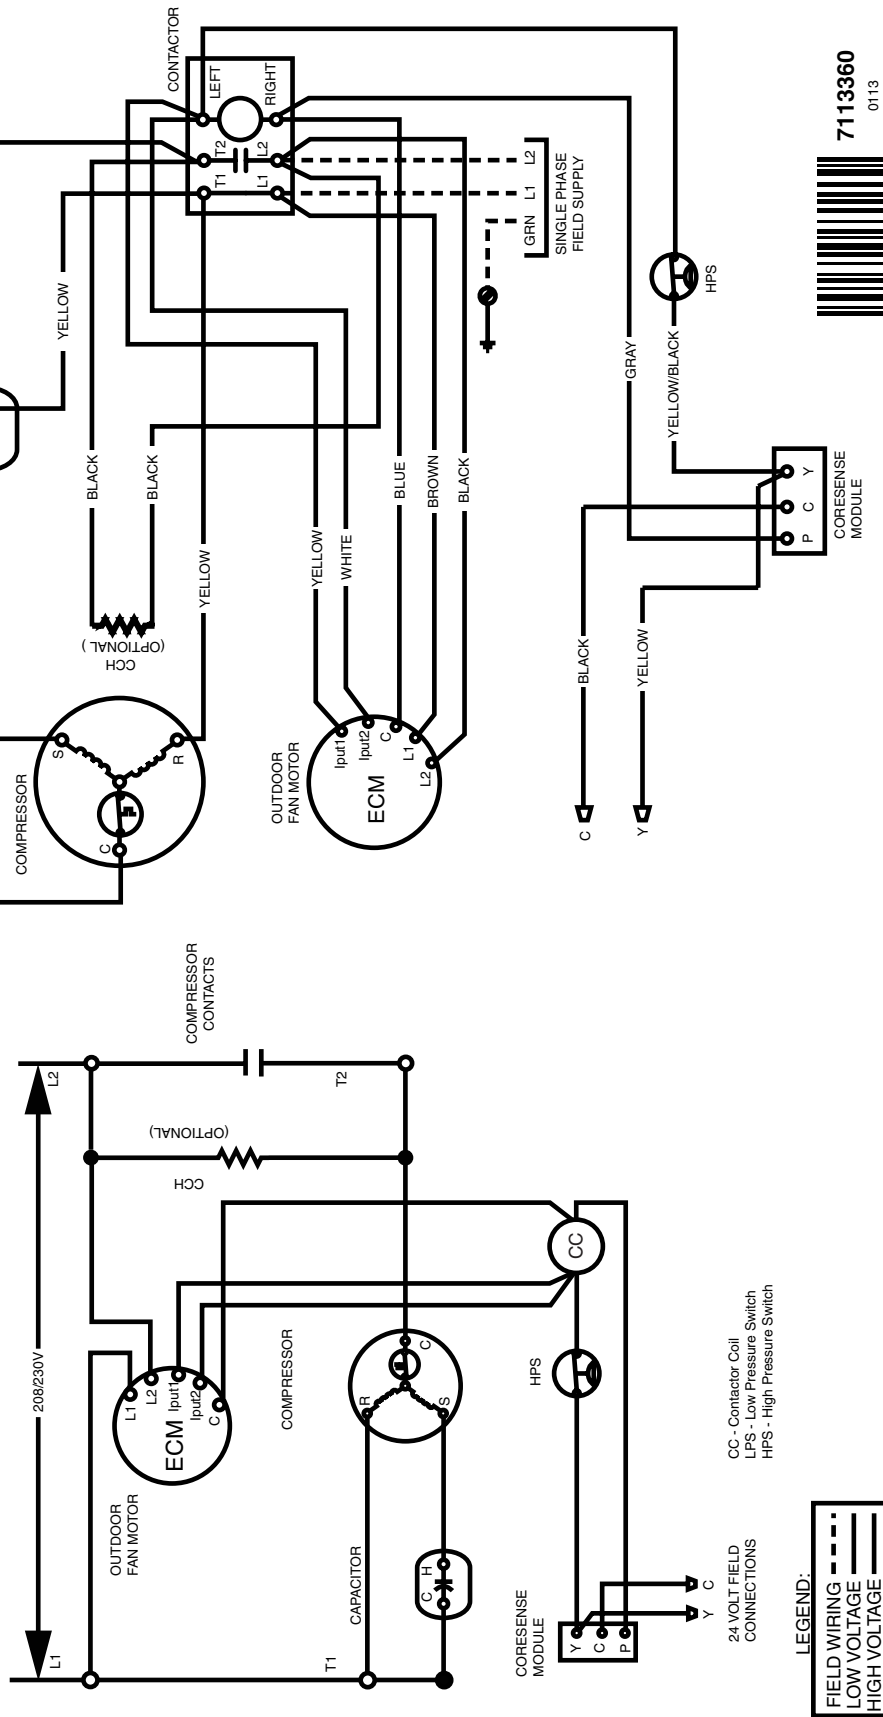 CONTACTOR
LEFT
RIGHT
T2
L2
T1
L1
YELLOW
BLACK
BLACK
YELLOW
CCH
(OPTIONAL )
COMPRESSOR
S
R
C
YELLOW
WHITE
BLUE
BROWN
BLACK
OUTDOOR
FAN MOTOR
ECM
Iput1
Iput2
C
L1
L2
GRN
L1
L2
SINGLE PHASE
FIELD SUPPLY
GRAY
YELLOW/BLACK
HPS
BLACK
YELLOW
C
Y
P
C
Y
CORESENSE
MODULE
7113360
0113
208/230V
L1
L2
COMPRESSOR
CONTACTS
T2
CCH
(OPTIONAL)
OUTDOOR
FAN MOTOR
ECM
L1
L2
Iput1
Iput2
C
COMPRESSOR
R
C
S
CAPACITOR
C
H
T1
CC
HPS
CORESENSE
MODULE
Y
C
P
Y
C
24 VOLT FIELD
CONNECTIONS
CC - Contactor Coil
LPS - Low Pressure Switch
HPS - High Pressure Switch
LEGEND:
FIELD WIRING
LOW VOLTAGE
HIGH VOLTAGE